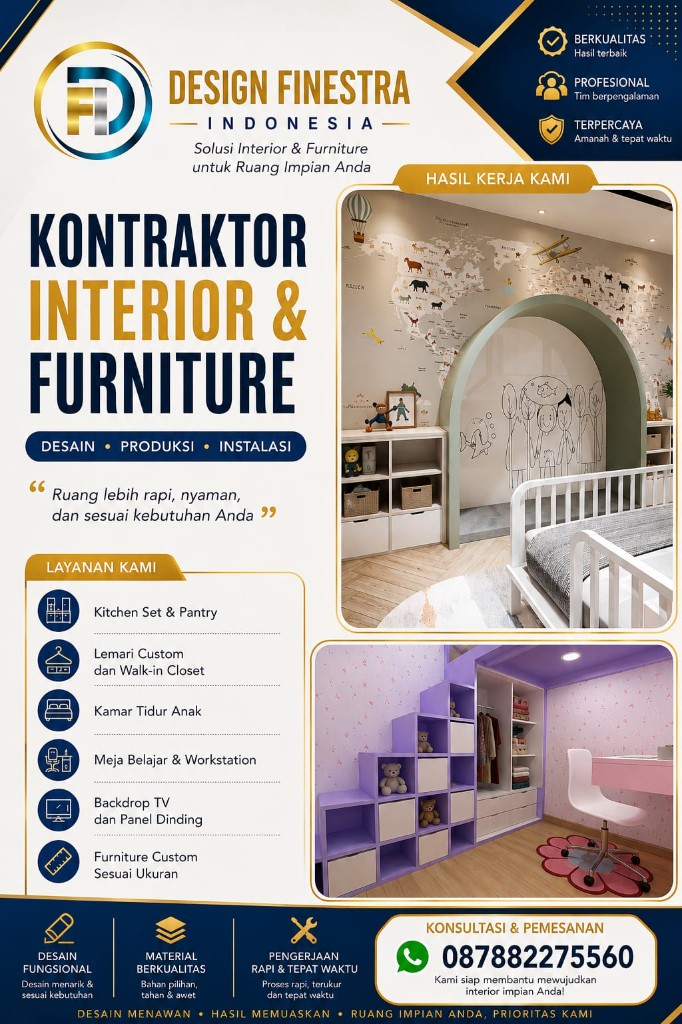 FD
DESIGN FINESTRA
INDONESIA
Solusi Interior & Furniture
untuk Ruang Impian Anda
BERKUALITAS
Hasil terbaik
PROFESIONAL
Tim berpengalaman
TERPERCAYA
Amanah & tepat waktu
HASIL KERJA KAMI
KONTRAKTOR
INTERIOR &
FURNITURE
DESAIN • PRODUKSI • INSTALASI
“ Ruang lebih rapi, nyaman,
dan sesuai kebutuhan Anda ”
LAYANAN KAMI
Kitchen Set & Pantry
Lemari Custom
dan Walk-in Closet
Kamar Tidur Anak
Meja Belajar & Workstation
Backdrop TV
dan Panel Dinding
Furniture Custom
Sesuai Ukuran
DESAIN
FUNGSIONAL
Desain menarik &
sesuai kebutuhan
MATERIAL
BERKUALITAS
Bahan pilihan,
tahan & awet
PENGERJAAN
RAPI & TEPAT WAKTU
Proses rapi, terukur
dan tepat waktu
KONSULTASI & PEMESANAN
087882275560
Kami siap membantu mewujudkan
interior impian Anda!
DESAIN MENAWAN • HASIL MEMUASKAN • RUANG IMPIAN ANDA, PRIORITAS KAMI